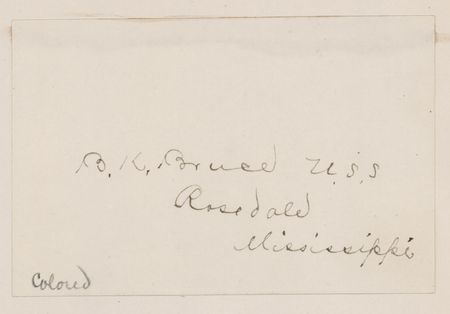 B. K. Bruce U.S.S
Rosedale
Mississippi
Colored